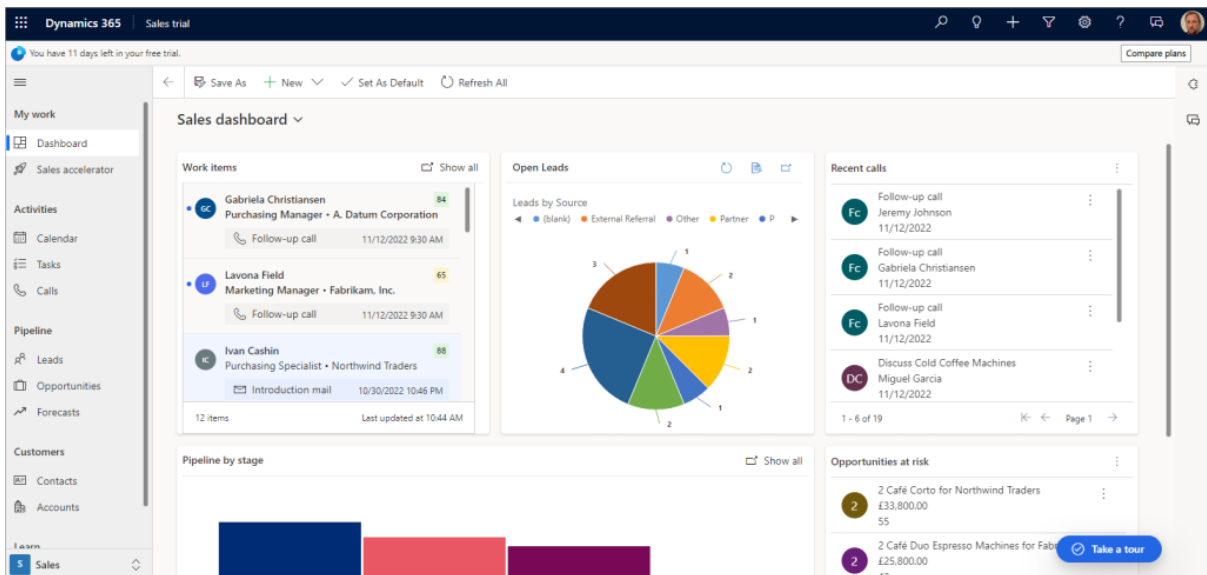 Dynamics 365 Sales trial
You have 11 days left in your free trial.
Compare plans
Save As New Set As Default Refresh All
My work
Dashboard
Sales accelerator
Activities
Calendar
Tasks
Calls
Pipeline
Leads
Opportunities
Forecasts
Customers
Contacts
Accounts
Learn
S Sales
Sales dashboard
Work items Show all
GC Gabriela Christiansen 84
Purchasing Manager • A. Datum Corporation
Follow-up call 11/12/2022 9:30 AM
LF Lavona Field 65
Marketing Manager • Fabrikam, Inc.
Follow-up call 11/12/2022 9:30 AM
IC Ivan Cashin 88
Purchasing Specialist • Northwind Traders
Introduction mail 10/30/2022 10:46 PM
12 items Last updated at 10:44 AM
Open Leads
Leads by Source
(blank) External Referral Other Partner P
1
2
1
2
1
2
4
3
Recent calls
Fc Follow-up call
Jeremy Johnson
11/12/2022
Fc Follow-up call
Gabriela Christiansen
11/12/2022
Fc Follow-up call
Lavona Field
11/12/2022
DC Discuss Cold Coffee Machines
Miguel Garcia
11/12/2022
1 - 6 of 19 Page 1
Pipeline by stage Show all
Opportunities at risk
2 2 Café Corto for Northwind Traders
£33,800.00
55
2 2 Café Duo Espresso Machines for Fab
£25,800.00
Take a tour